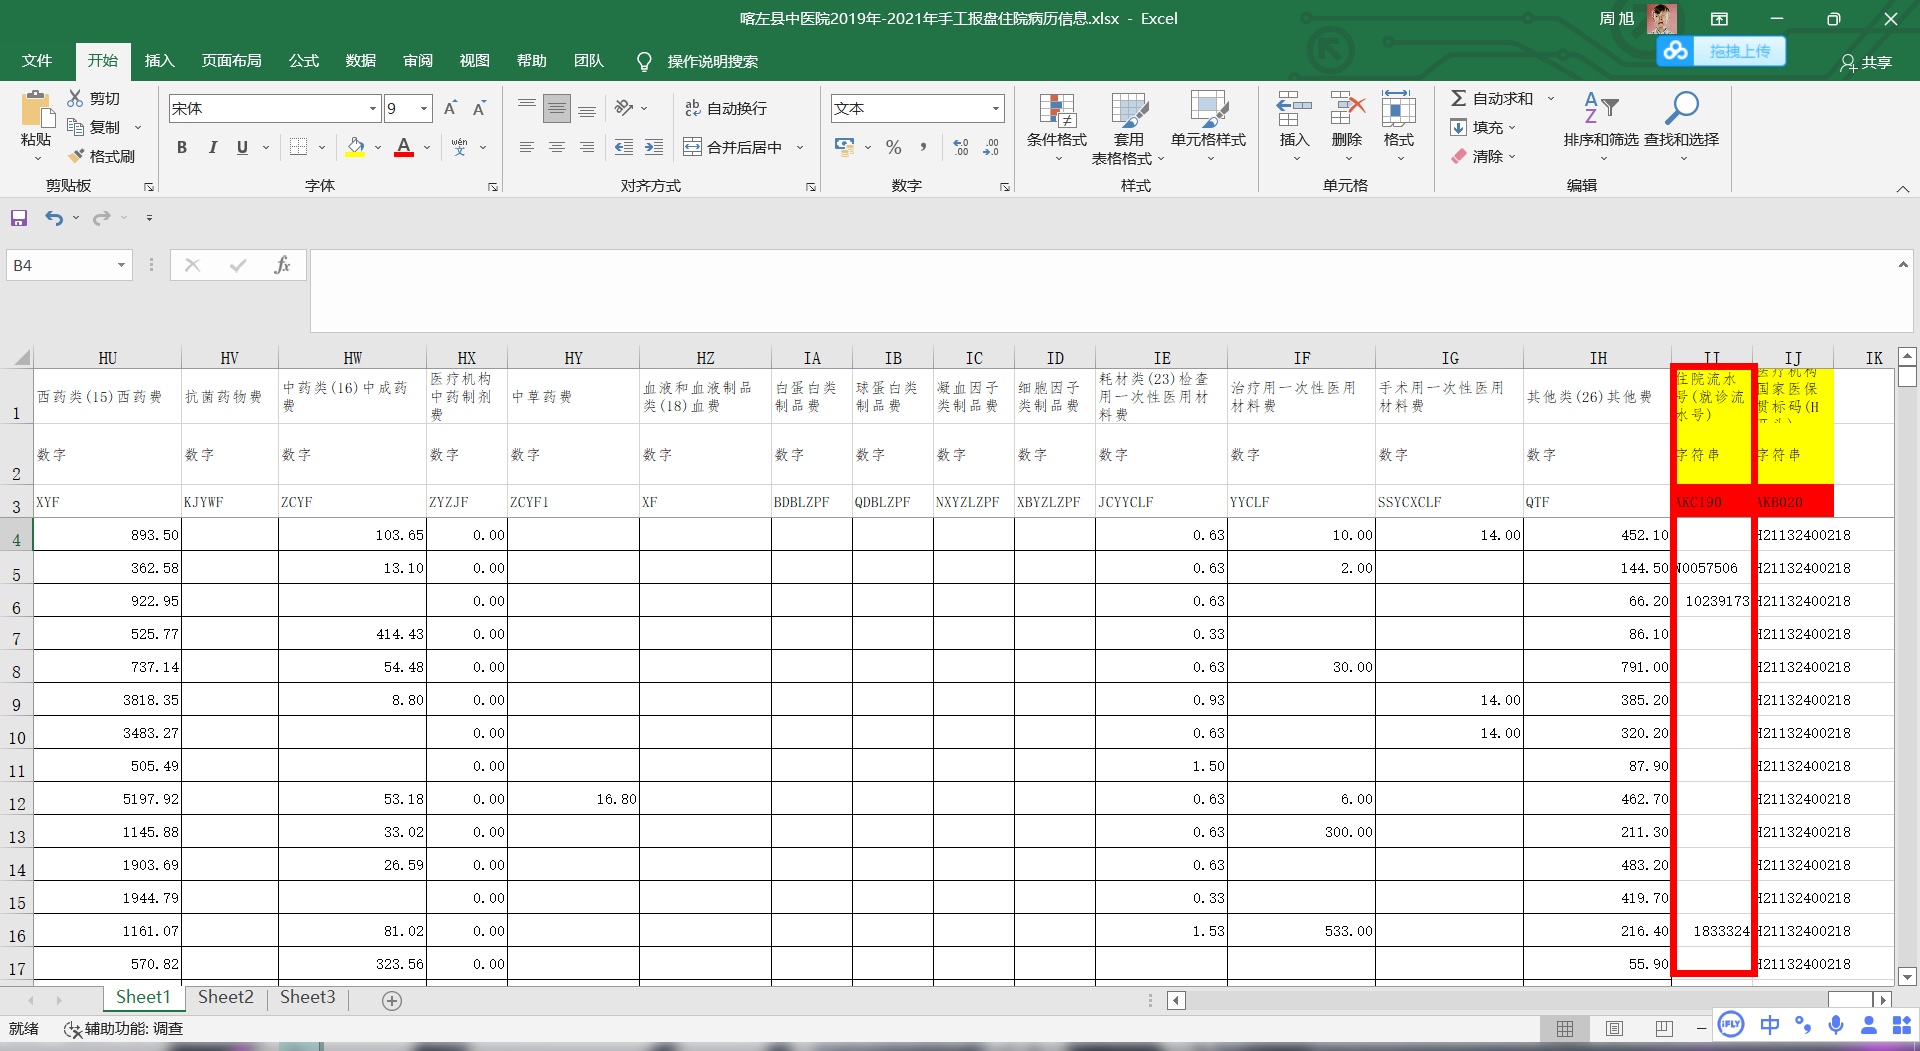 喀左县中医院2019年-2021年手工报盘住院病历信息.xlsx - Excel
周 旭
拖拽上传
文件 开始 插入 页面布局 公式 数据 审阅 视图 帮助 团队 操作说明搜索 共享
粘贴 剪切 复制 格式刷 剪贴板
宋体 9 B I U A 字体
自动换行 合并后居中 对齐方式
文本 % 数字
条件格式 套用 表格格式 单元格样式 样式
插入 删除 格式 单元格
自动求和 填充 清除 排序和筛选 查找和选择 编辑
B4 fx
HU HV HW HX HY HZ IA IB IC ID IE IF IG IH II IJ IK
1 西药类(15)西药费 抗菌药物费 中药类(16)中成药费 医疗机构中药制剂费 中草药费 血液和血液制品类(18)血费 白蛋白类制品费 球蛋白类制品费 凝血因子类制品费 细胞因子类制品费 耗材类(23)检查用一次性医用材料费 治疗用一次性医用材料费 手术用一次性医用材料费 其他类(26)其他费 住院流水号(就诊流水号) 医疗机构国家医保贯标码(H
2 数字 数字 数字 数字 数字 数字 数字 数字 数字 数字 数字 数字 数字 数字 字符串 字符串
3 XYF KJYWF ZCYF ZYZJF ZCYF1 XF BDBLZPF QDBLZPF NXYZLZPF XBYZLZPF JCYYCLF YYCLF SSYCXCLF QTF AKC190 AKB020
4 893.50 103.65 0.00 0.63 10.00 14.00 452.10 H21132400218
5 362.58 13.10 0.00 0.63 2.00 144.50 N0057506 H21132400218
6 922.95 0.00 0.63 66.20 10239173 H21132400218
7 525.77 414.43 0.00 0.33 86.10 H21132400218
8 737.14 54.48 0.00 0.63 30.00 791.00 H21132400218
9 3818.35 8.80 0.00 0.93 14.00 385.20 H21132400218
10 3483.27 0.00 0.63 14.00 320.20 H21132400218
11 505.49 0.00 1.50 87.90 H21132400218
12 5197.92 53.18 0.00 16.80 0.63 6.00 462.70 H21132400218
13 1145.88 33.02 0.00 0.63 300.00 211.30 H21132400218
14 1903.69 26.59 0.00 0.63 483.20 H21132400218
15 1944.79 0.00 0.33 419.70 H21132400218
16 1161.07 81.02 0.00 1.53 533.00 216.40 1833324 H21132400218
17 570.82 323.56 0.00 55.90 H21132400218
Sheet1 Sheet2 Sheet3
就绪 辅助功能: 调查
iFLY 中